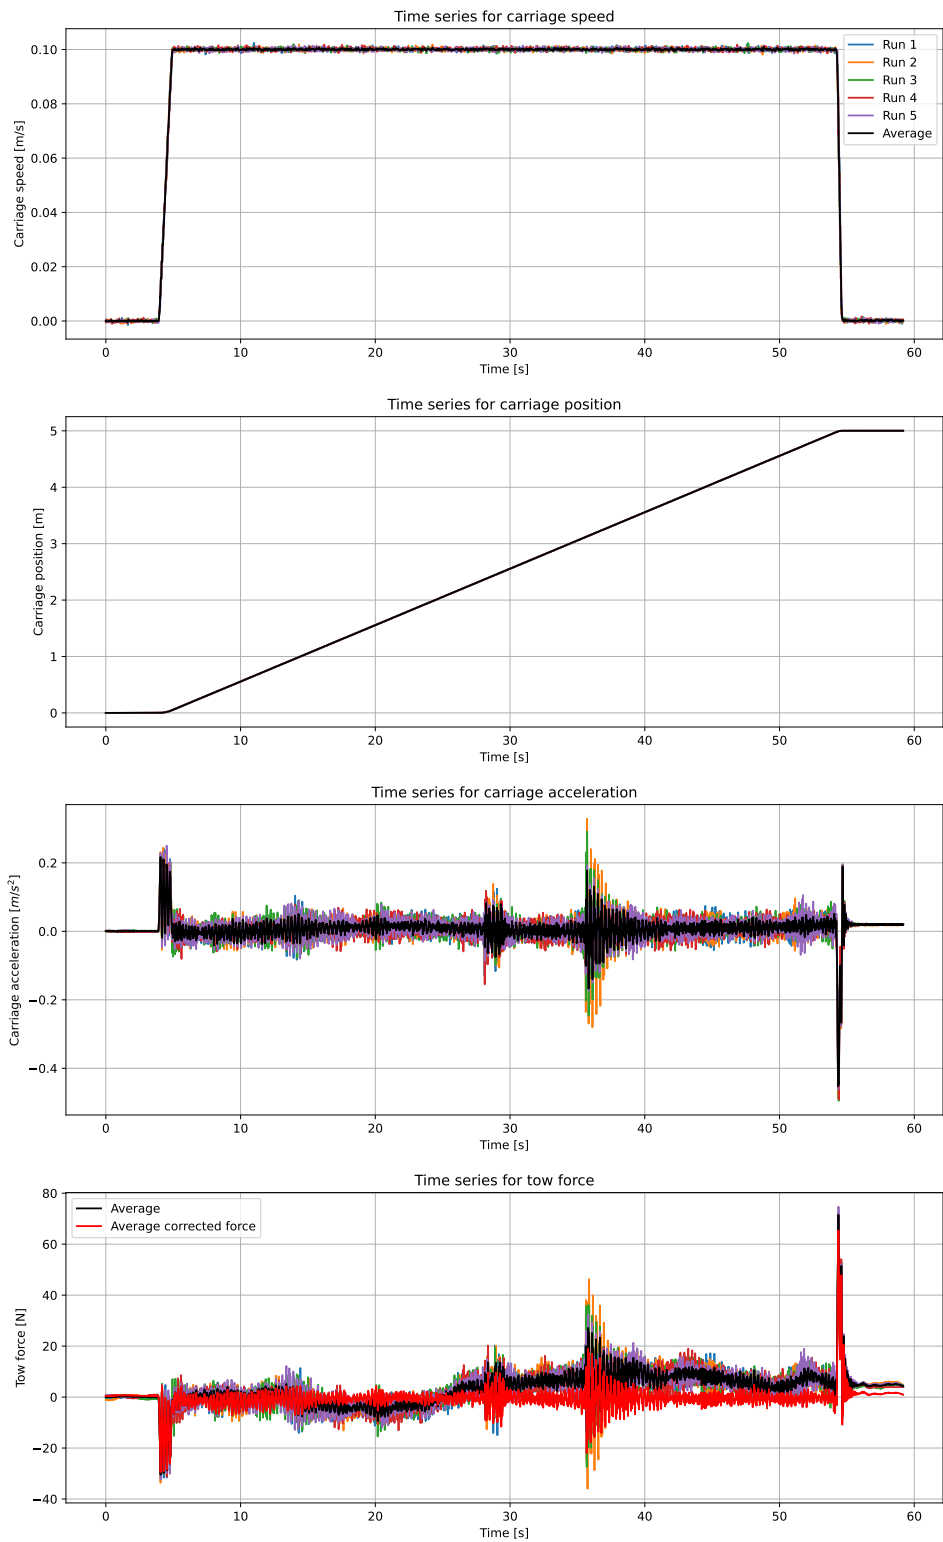 Time series for carriage speed
Carriage speed [m/s]
0.10
0.08
0.06
0.04
0.02
0.00
Run 1
Run 2
Run 3
Run 4
Run 5
Average
0 10 20 30 40 50 60
Time [s]
Time series for carriage position
Carriage position [m]
5
4
3
2
1
0
0 10 20 30 40 50 60
Time [s]
Time series for carriage acceleration
Carriage acceleration [m/s²]
0.2
0.0
−0.2
−0.4
0 10 20 30 40 50 60
Time [s]
Time series for tow force
Tow force [N]
80
60
40
20
0
−20
−40
Average
Average corrected force
0 10 20 30 40 50 60
Time [s]